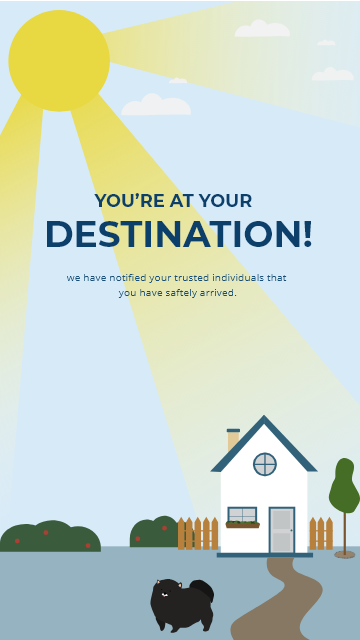 YOU’RE AT YOUR
DESTINATION!
we have notified your trusted individuals that
you have saftely arrived.